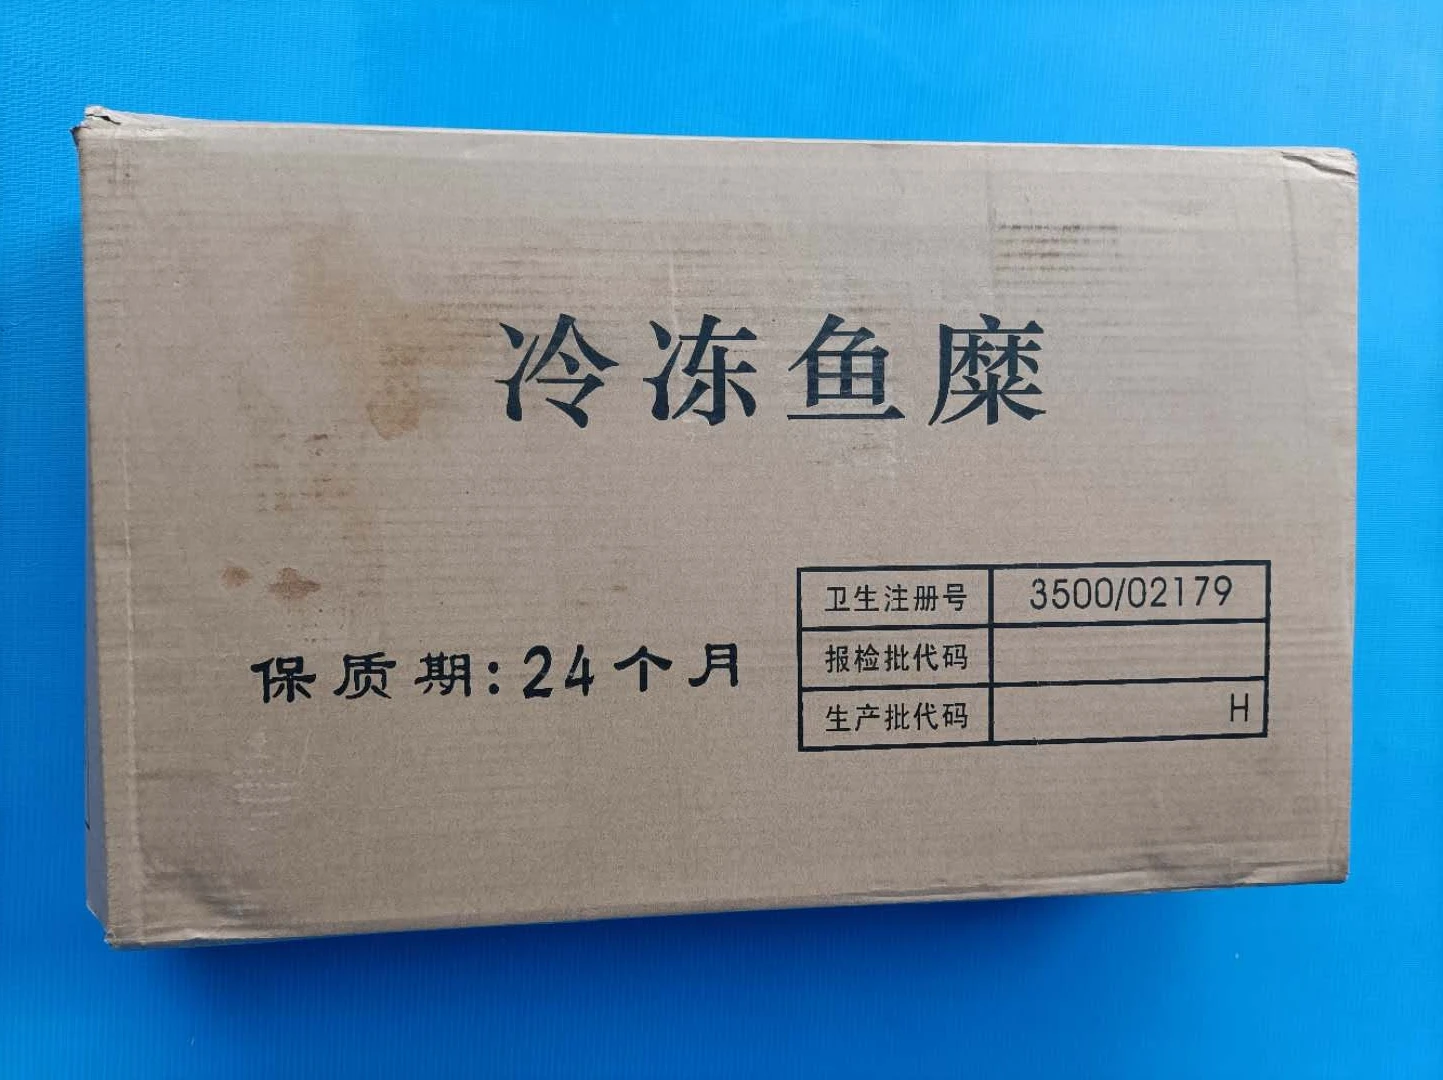 冷冻鱼糜
保质期:24个月
卫生注册号 3500/02179
报检批代码
生产批代码 H